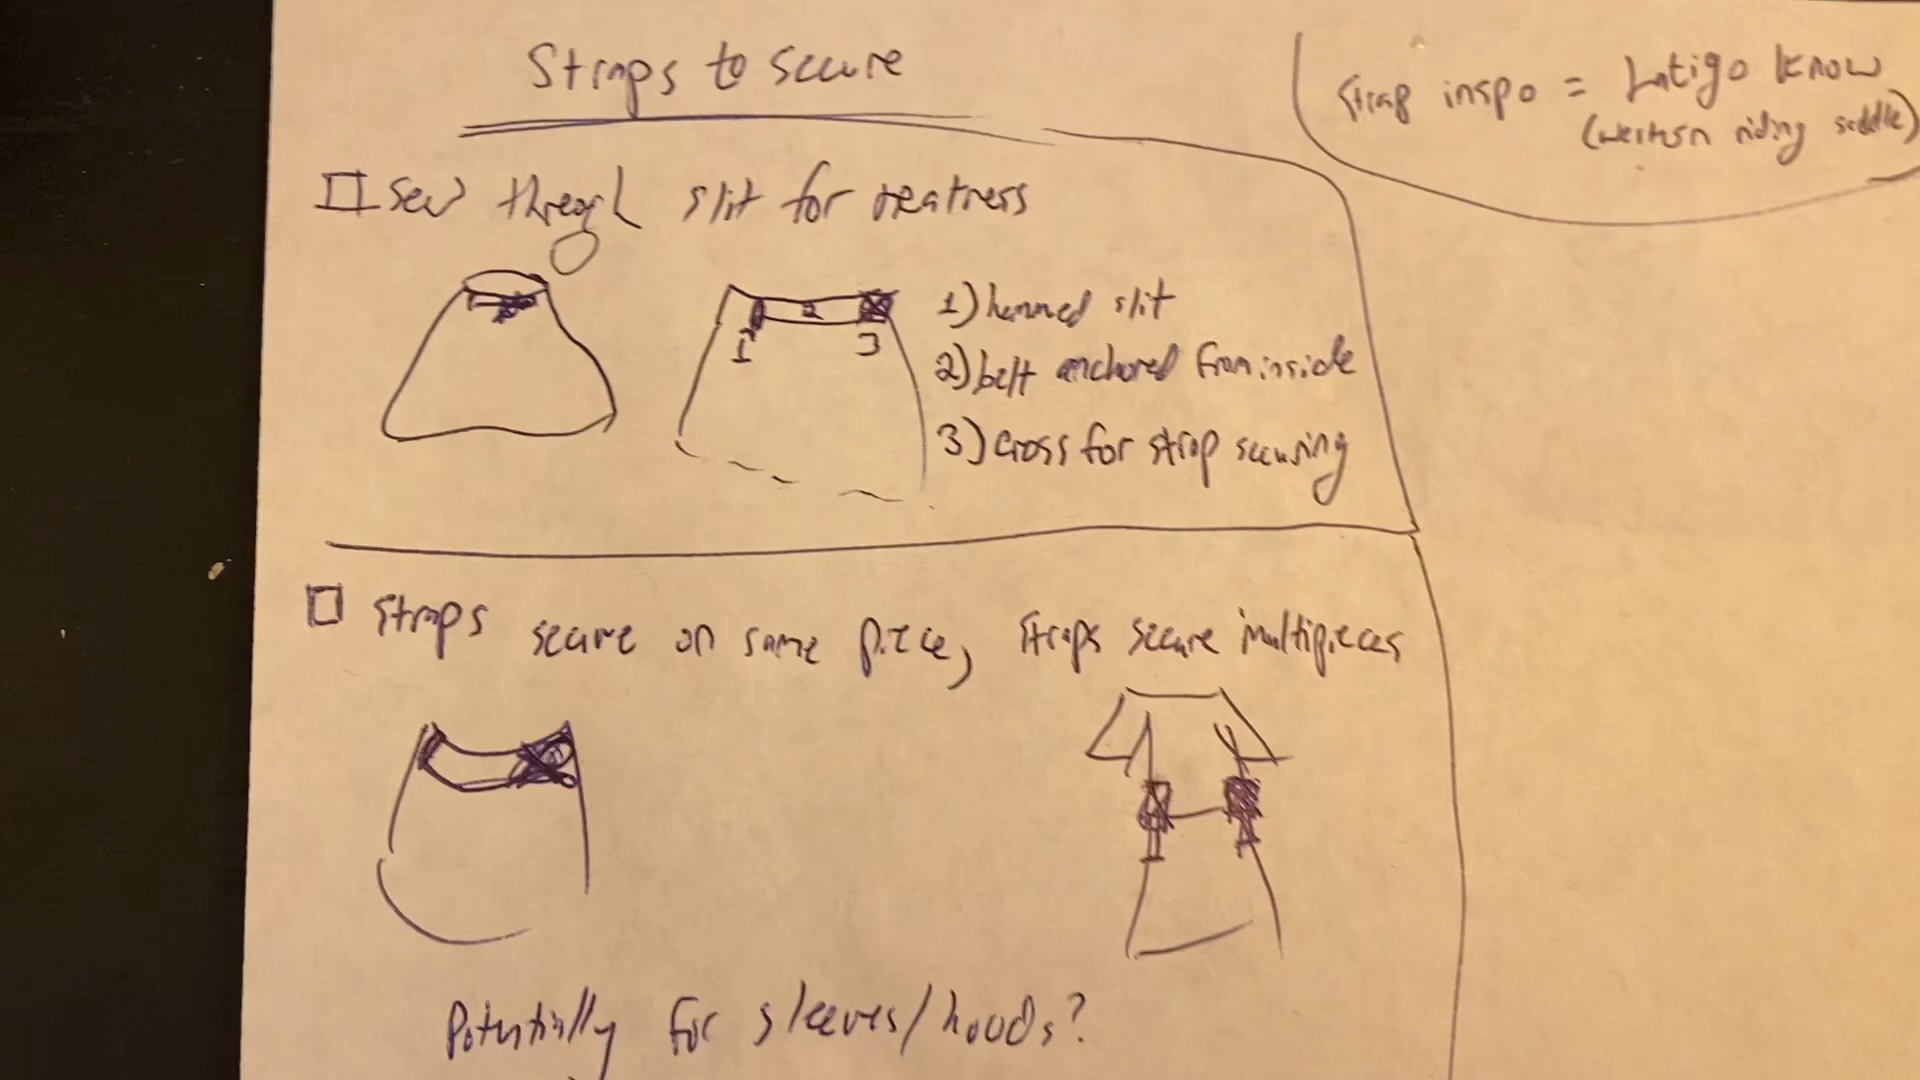 Straps to secure
Strap inspo = Latigo Know
(western riding saddle)
Sew through slit for neatness
1) hemmed slit
2) belt anchored from inside
3) cross for strap securing
1 2 3
Straps secure on same piece, straps secure multipieces
Potentially for sleeves/hoods?